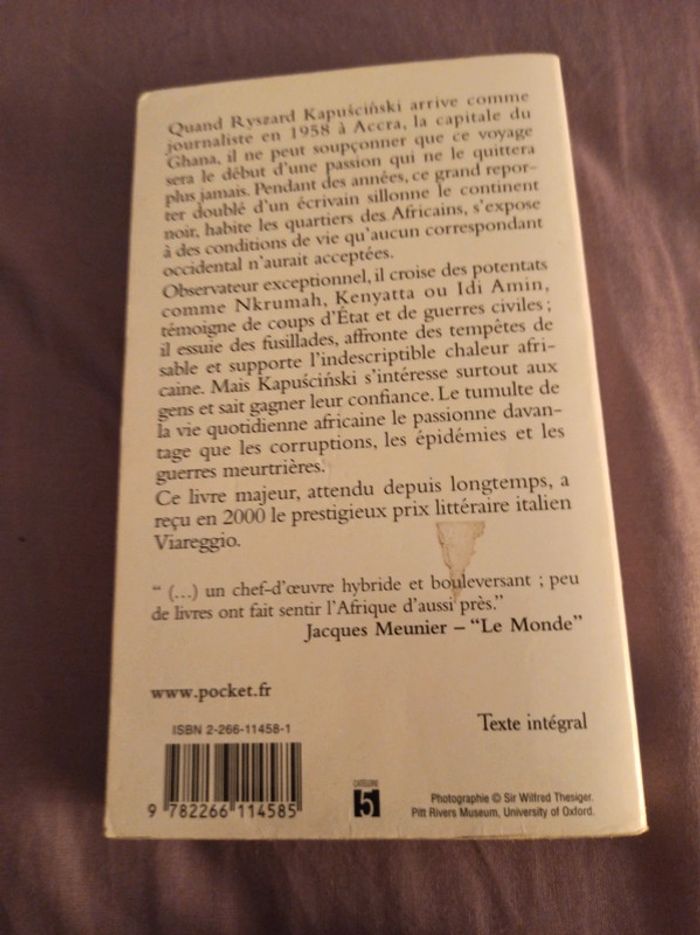 Quand Ryszard Kapuściński arrive comme
journaliste en 1958 à Accra, la capitale du
Ghana, il ne peut soupçonner que ce voyage
sera le début d'une passion qui ne le quittera
plus jamais. Pendant des années, ce grand repor-
ter doublé d'un écrivain sillonne le continent
noir, habite les quartiers des Africains, s'expose
à des conditions de vie qu'aucun correspondant
occidental n'aurait acceptées.
Observateur exceptionnel, il croise des potentats
comme Nkrumah, Kenyatta ou Idi Amin,
témoigne de coups d'État et de guerres civiles ;
il essuie des fusillades, affronte des tempêtes de
sable et supporte l'indescriptible chaleur afri-
caine. Mais Kapuściński s'intéresse surtout aux
gens et sait gagner leur confiance. Le tumulte de
la vie quotidienne africaine le passionne davan-
tage que les corruptions, les épidémies et les
guerres meurtrières.
Ce livre majeur, attendu depuis longtemps, a
reçu en 2000 le prestigieux prix littéraire italien
Viareggio.
“ (...) un chef-d'œuvre hybride et bouleversant ; peu
de livres ont fait sentir l'Afrique d'aussi près.”
Jacques Meunier – “Le Monde”
www.pocket.fr
Texte intégral
ISBN 2-266-11458-1
9 782266 114585
CATÉGORIE
5
Photographie © Sir Wilfred Thesiger.
Pitt Rivers Museum, University of Oxford.